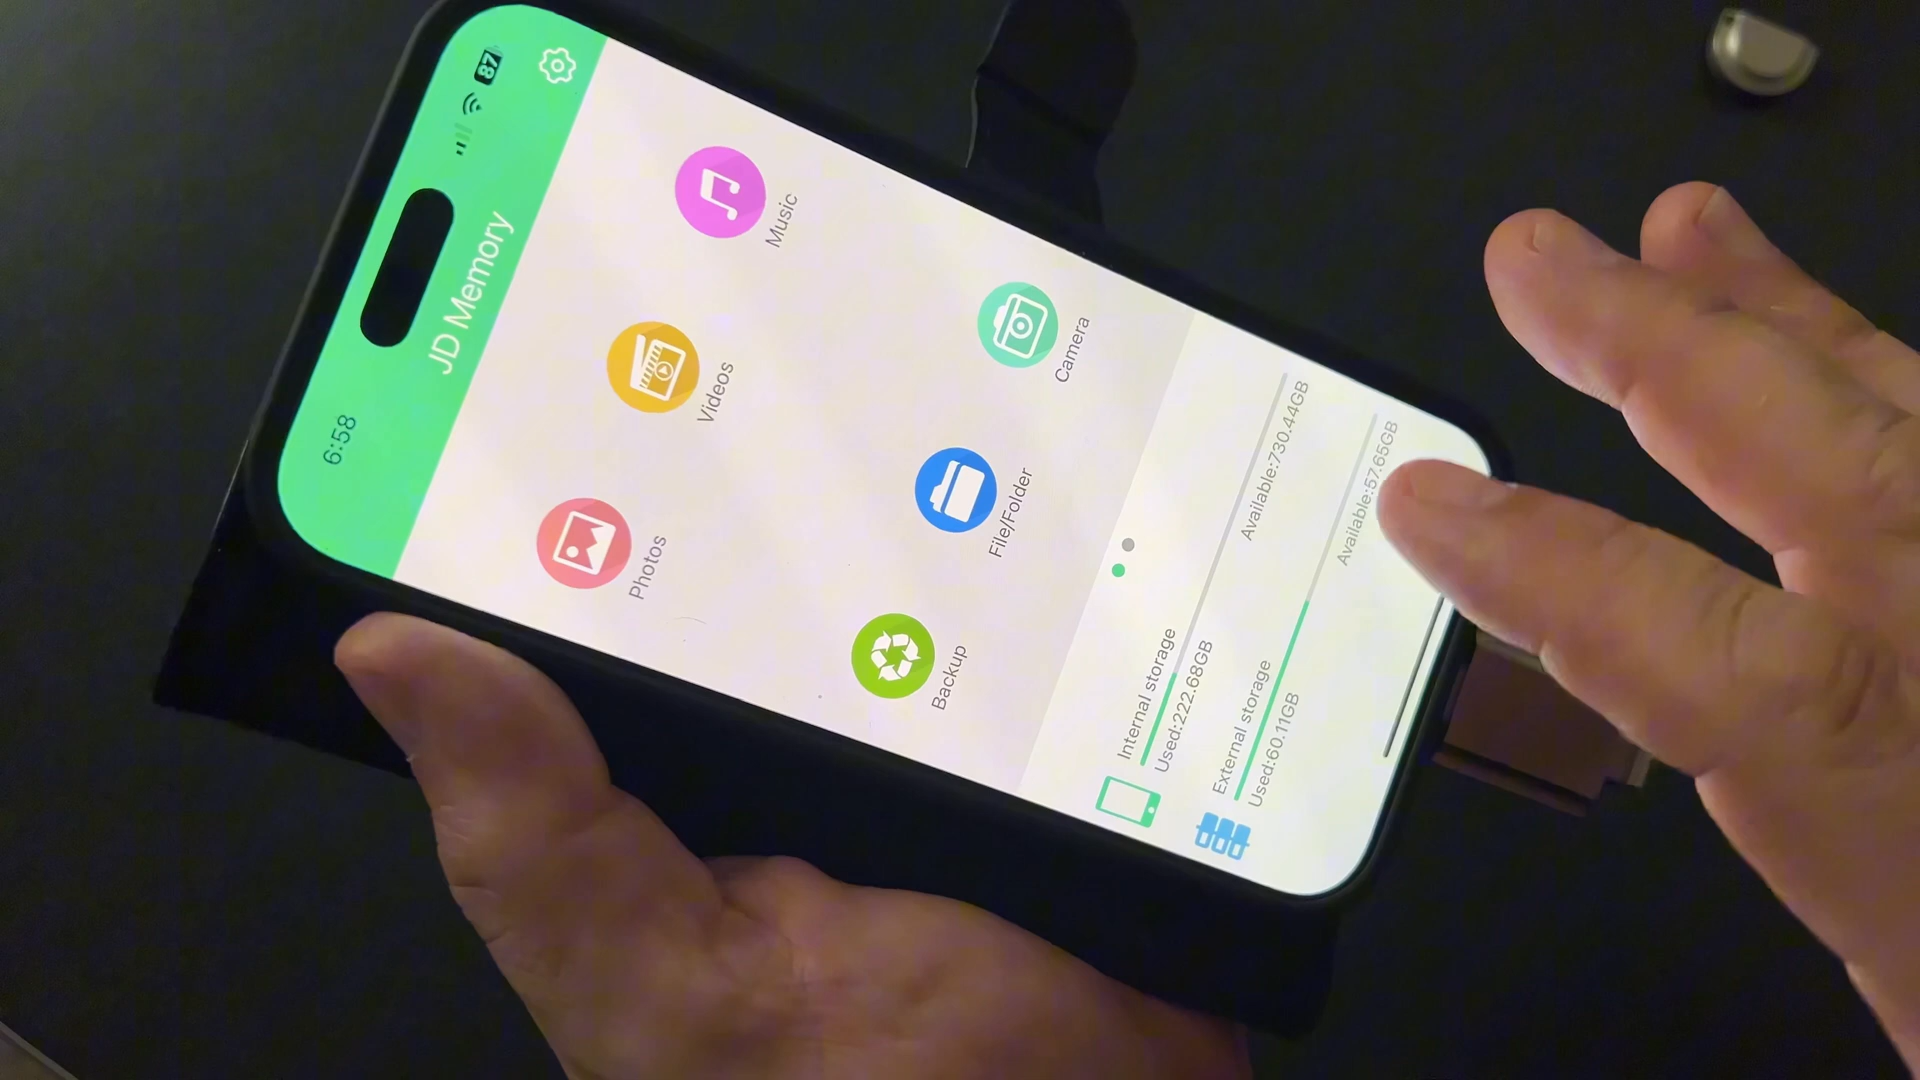 6:58
87
JD Memory
Photos
Videos
Music
Backup
File/Folder
Camera
Internal storage
Used:222.68GB
Available:730.44GB
External storage
Used:60.11GB
Available:57.65GB